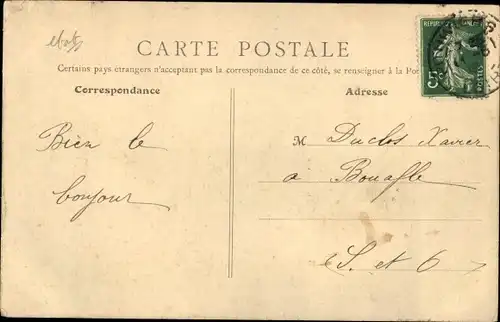 CARTE POSTALE
Certains pays étrangers n'acceptant pas la correspondance de ce côté, se renseigner à la
Correspondance
Adresse
Bien le
bonjour
M Duclos Xavier
a Bouafle
S. et O